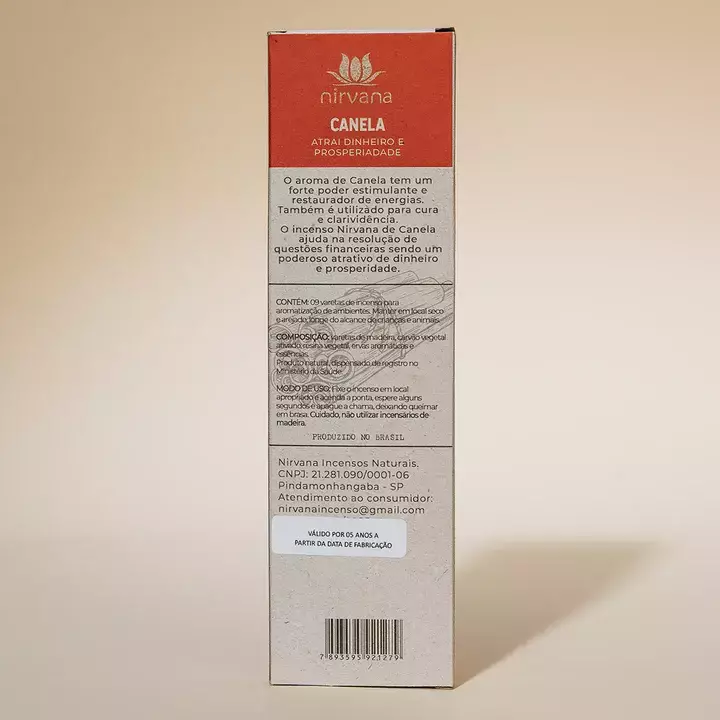 nirvana
CANELA
ATRAI DINHEIRO E
PROSPERIADADE
O aroma de Canela tem um
forte poder estimulante e
restaurador de energias.
Também é utilizado para cura
e clarividência.
O incenso Nirvana de Canela
ajuda na resolução de
questões financeiras sendo um
poderoso atrativo de dinheiro
e prosperidade.
CONTÉM: 09 varetas de incenso para
aromatização de ambientes. Manter em local seco
e arejado, longe do alcance de crianças e animais.
COMPOSIÇÃO: varetas de madeira, carvão vegetal
ativado, resina vegetal, ervas aromáticas e
essências.
Produto natural, dispensado de registro no
Ministério da Saúde.
MODO DE USO: Fixe o incenso em local
apropriado e acenda a ponta, espere alguns
segundos e apague a chama, deixando queimar
em brasa. Cuidado, não utilizar incensários de
madeira.
PRODUZIDO NO BRASIL
Nirvana Incensos Naturais.
CNPJ: 21.281.090/0001-06
Pindamonhangaba - SP
Atendimento ao consumidor:
nirvanaincenso@gmail.com
VÁLIDO POR 05 ANOS A
PARTIR DA DATA DE FABRICAÇÃO
7 893595 921279